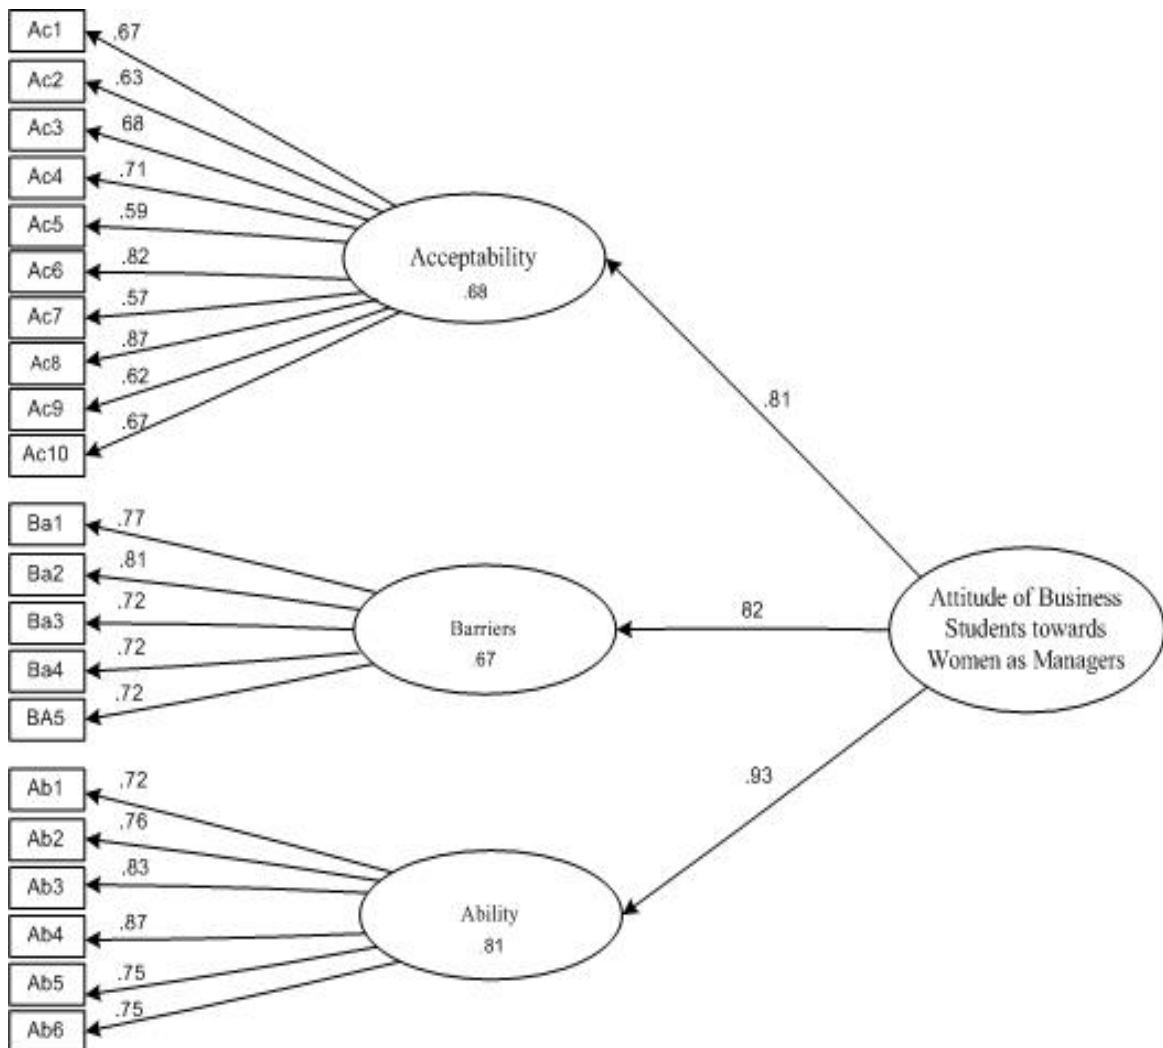 Ac1
.67
Ac2
.63
Ac3
68
Ac4
.71
Ac5
.59
Ac6
.82
Ac7
.57
Ac8
.87
Ac9
.62
Ac10
.67
Acceptability
.68
.81
Ba1
.77
Ba2
.81
Ba3
.72
Ba4
.72
BA5
.72
Barriers
.67
82
Attitude of Business
Students towards
Women as Managers
.93
Ab1
.72
Ab2
.76
Ab3
.83
Ab4
.87
Ab5
.75
Ab6
.75
Ability
.81